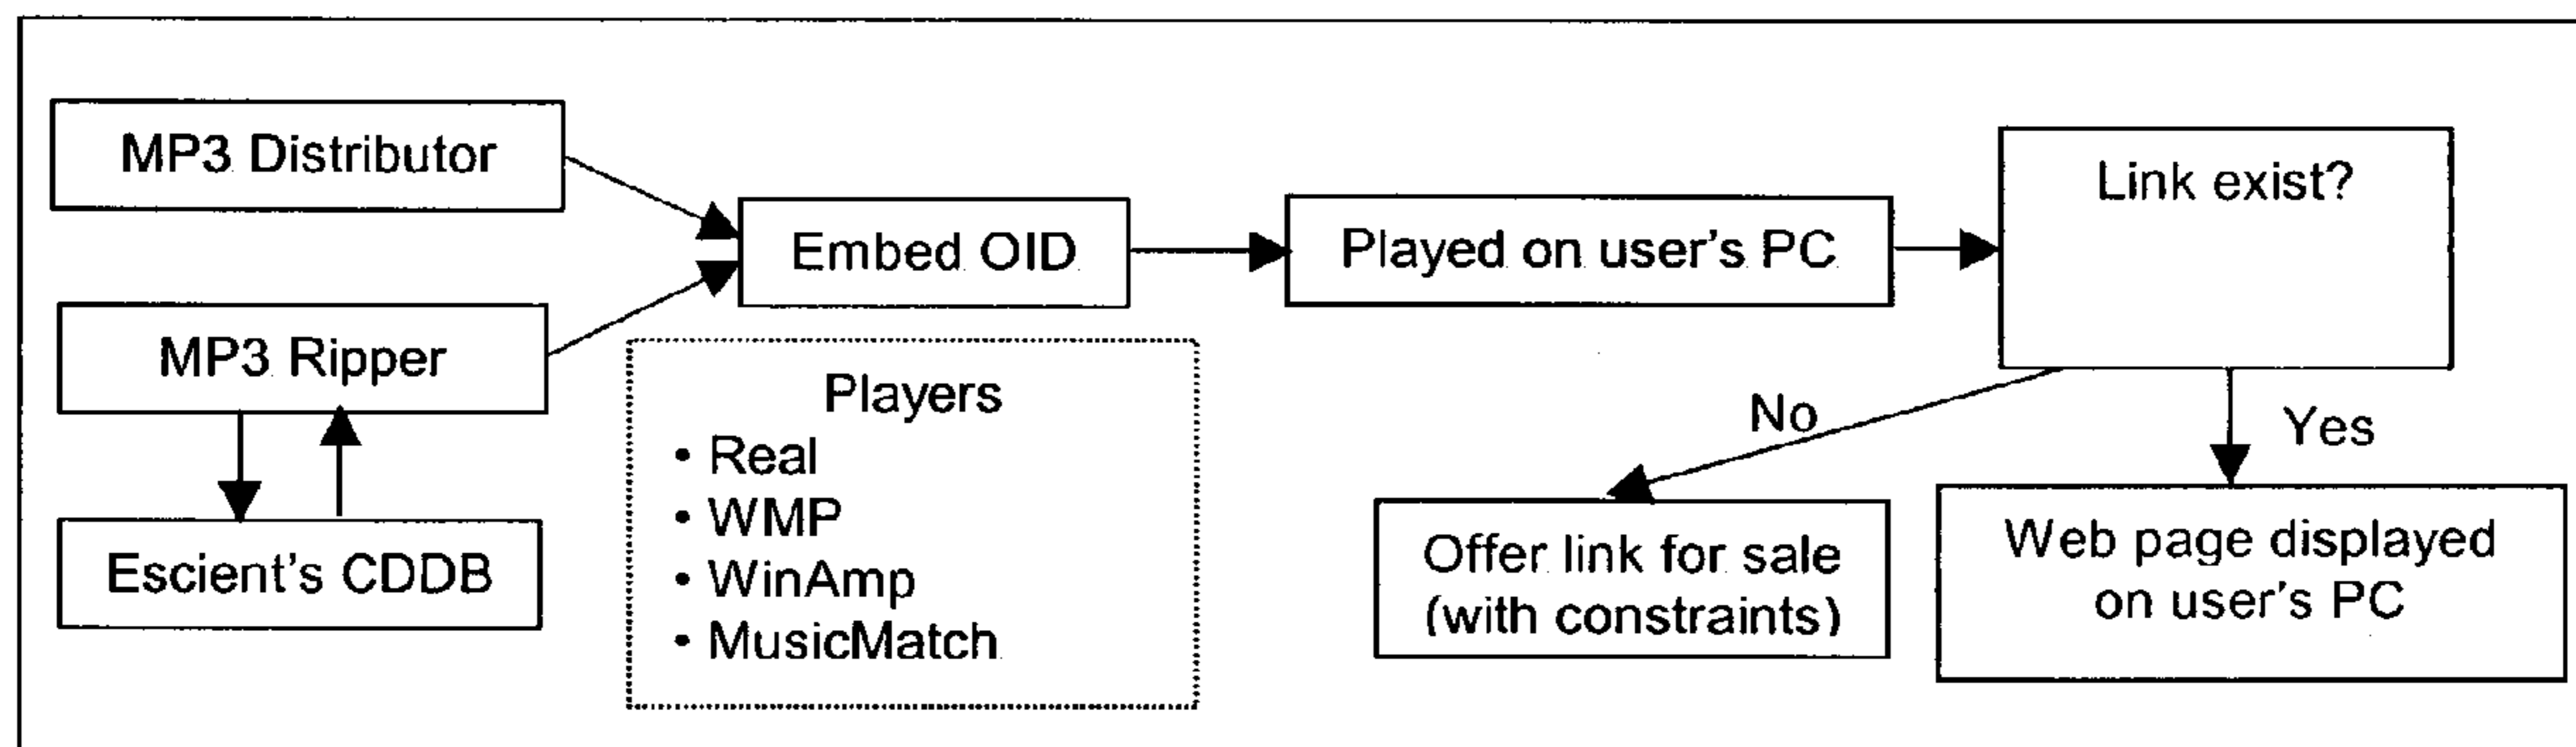 MP3 Distributor
MP3 Ripper
Escient's CDDB
Embed OID
Players
• Real
• WMP
• WinAmp
• MusicMatch
Played on user's PC
Link exist?
No
Yes
Offer link for sale
(with constraints)
Web page displayed
on user's PC